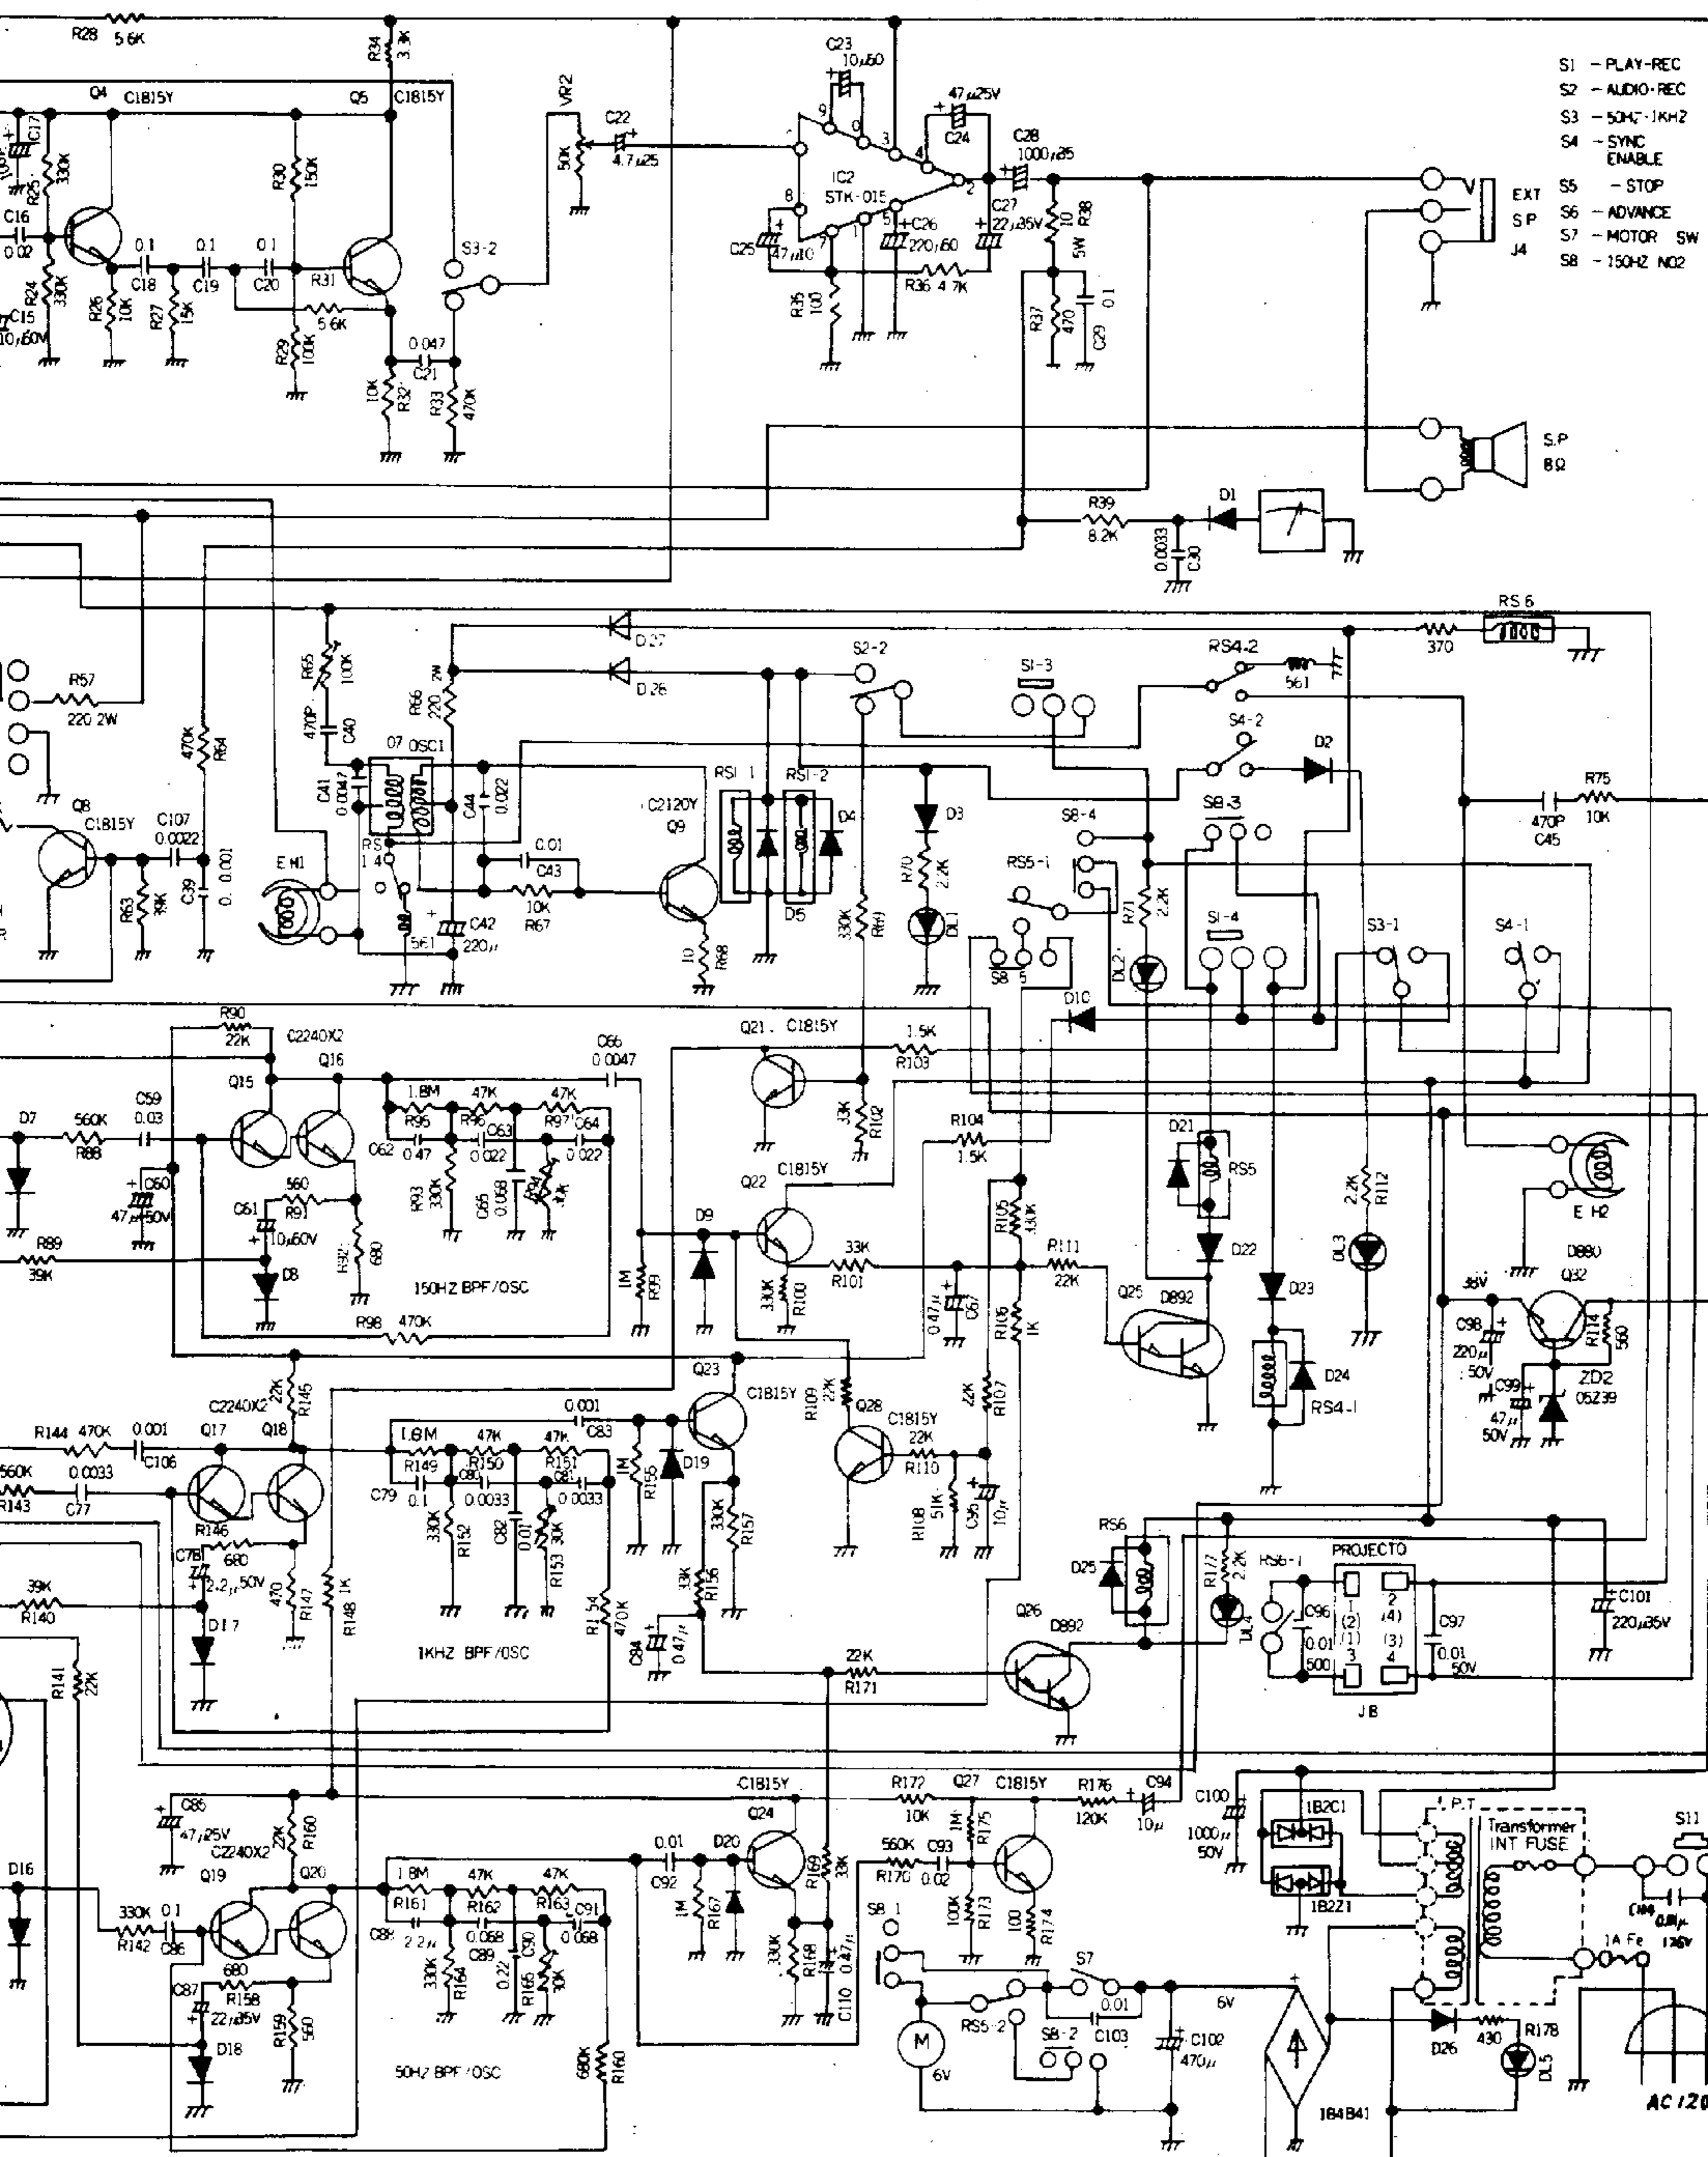 R28 5.6K
R34
3.3K
C23
10µ50
S1 - PLAY-REC
S2 - AUDIO-REC
S3 - 50HZ-1KHZ
S4 - SYNC
ENABLE
S5 - STOP
S6 - ADVANCE
S7 - MOTOR SW
S8 - 150HZ NO2
Q4 C1815Y
Q5 C1815Y
VR2
50K
C22
4.7µ25
47µ25V
C24
C28
1000µ35
C17
R25
330K
R30
150K
9
3
4
2
8
7
1
5
IC2
STK-015
C27
22µ35V
C26
220µ50
C25
47µ10
10
R38
5W
EXT
SP
J4
C16
0.02
R24
330K
C15
10µ50V
R26
10K
0.1
C18
0.1
C19
0.1
C20
R27
15K
R31
5.6K
R29
100K
S3-2
R35
100
R36 4.7K
R37
470
0.1
C29
10K
R32
0.047
C21
R33
470K
S.P
8Ω
R39
8.2K
D1
0.0033
C30
RS6
370
R57
220 2W
R65
100K
470P
C40
2W
R66
220
D27
D28
S2-2
S1-3
RS4-2
561
S4-2
D2
470K
R64
OSC1
C41
0.0047
C44
0.022
C2120Y
Q9
RS1-1
RS1-2
D4
D5
D3
S8-4
S8-3
R75
10K
470P
C45
Q8
C1815Y
C107
0.0022
R63
39K
C39
0.001
E H1
RS
1 4
561
0.01
C43
10K
R67
C42
220µ
10
R68
330K
R69
R70
2.2K
DL1
RS5-1
S8 5
R71
2.2K
DL2
S1-4
S3-1
S4-1
D10
R90
22K
C2240X2
Q15
Q16
C66
0.0047
Q21
C1815Y
1.5K
R103
D7
560K
R88
C59
0.03
1.8M
R95
47K
R96
47K
R97
C62
0.47
C63
0.022
C64
0.022
33K
R102
R104
1.5K
D21
RS5
C60
47µ50V
C61
10µ50V
560
R91
R92
680
R93
330K
C65
0.068
R94
30K
Q22
C1815Y
R105
330K
2.2K
R112
E H2
R89
39K
D8
150HZ BPF/OSC
1M
R99
D9
33K
R101
330K
R100
0.47µ
C67
R111
22K
R106
1K
D22
D23
DL3
38V
D880
Q32
R98 470K
Q25
D892
C98
220µ
50V
R114
560
ZD2
05Z39
C99
47µ
50V
22K
R145
C2240X2
Q17
Q18
Q23
C1815Y
22K
R109
Q28
C1815Y
22K
R110
22K
R107
D24
RS4-1
R144 470K
0.001
C106
560K
R143
0.0033
C77
0.001
C83
1.8M
R149
47K
R150
47K
R151
C79
0.1
C80
0.0033
C81
0.0033
1M
R155
D19
R108
51K
C95
10µ
R146
680
C78
2.2µ50V
470
R147
R148 1K
330K
R152
C82
0.01
R153
30K
33K
R156
330K
R157
RS6
D25
R177
2.2K
RS6-1
PROJECTO
39K
R140
D17
R154
470K
C84
0.47µ
1KHZ BPF/OSC
Q26
D892
DL4
C96
0.01
500
1
(2)
(1)
3
2
(4)
(3)
4
C97
0.01
50V
C101
220µ35V
J8
R141
22K
22K
R171
C85
47µ25V
22K
R160
C2240X2
Q19
Q20
C1815Y
Q24
R172
10K
Q27 C1815Y
R176
120K
C94
10µ
C100
1000µ
50V
1B2C1
1B2Z1
P.T
Transformer
INT FUSE
S11
D16
330K
R142
0.1
C86
1.8M
R161
47K
R162
47K
R163
2.2µ
0.068
C89
C91
0.068
0.01
C92
D20
1M
R167
R169
33K
560K
R170
C93
0.02
1M
R175
100K
R173
100
R174
680
R158
C87
22µ35V
R159
560
D18
330K
R164
0.22
C90
R165
30K
330K
R168
C110 0.47µ
S8 1
S7
0.01
C103
6V
RS5-2
S8-2
C102
470µ
M
6V
680K
R160
50HZ BPF/OSC
1B4B41
D26
430
R178
DL5
1A Fe
AC 120